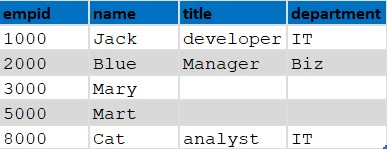 empid name title department
1000 Jack developer IT
2000 Blue Manager Biz
3000 Mary
5000 Mart
8000 Cat analyst IT